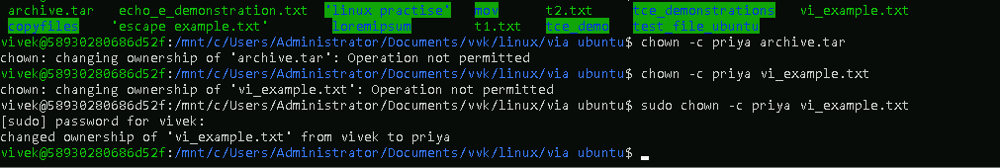 archive.tar echo_e_demonstration.txt 'linux practise' mov t2.txt tce_demonstrations vi_example.txt
copyfiles 'escape example.txt' loremipsum t1.txt tce_demo test_file_ubuntu
vivek@58930280686d52f:/mnt/c/Users/Administrator/Documents/vvk/linux/via ubuntu$ chown -c priya archive.tar
chown: changing ownership of 'archive.tar': Operation not permitted
vivek@58930280686d52f:/mnt/c/Users/Administrator/Documents/vvk/linux/via ubuntu$ chown -c priya vi_example.txt
chown: changing ownership of 'vi_example.txt': Operation not permitted
vivek@58930280686d52f:/mnt/c/Users/Administrator/Documents/vvk/linux/via ubuntu$ sudo chown -c priya vi_example.txt
[sudo] password for vivek:
changed ownership of 'vi_example.txt' from vivek to priya
vivek@58930280686d52f:/mnt/c/Users/Administrator/Documents/vvk/linux/via ubuntu$